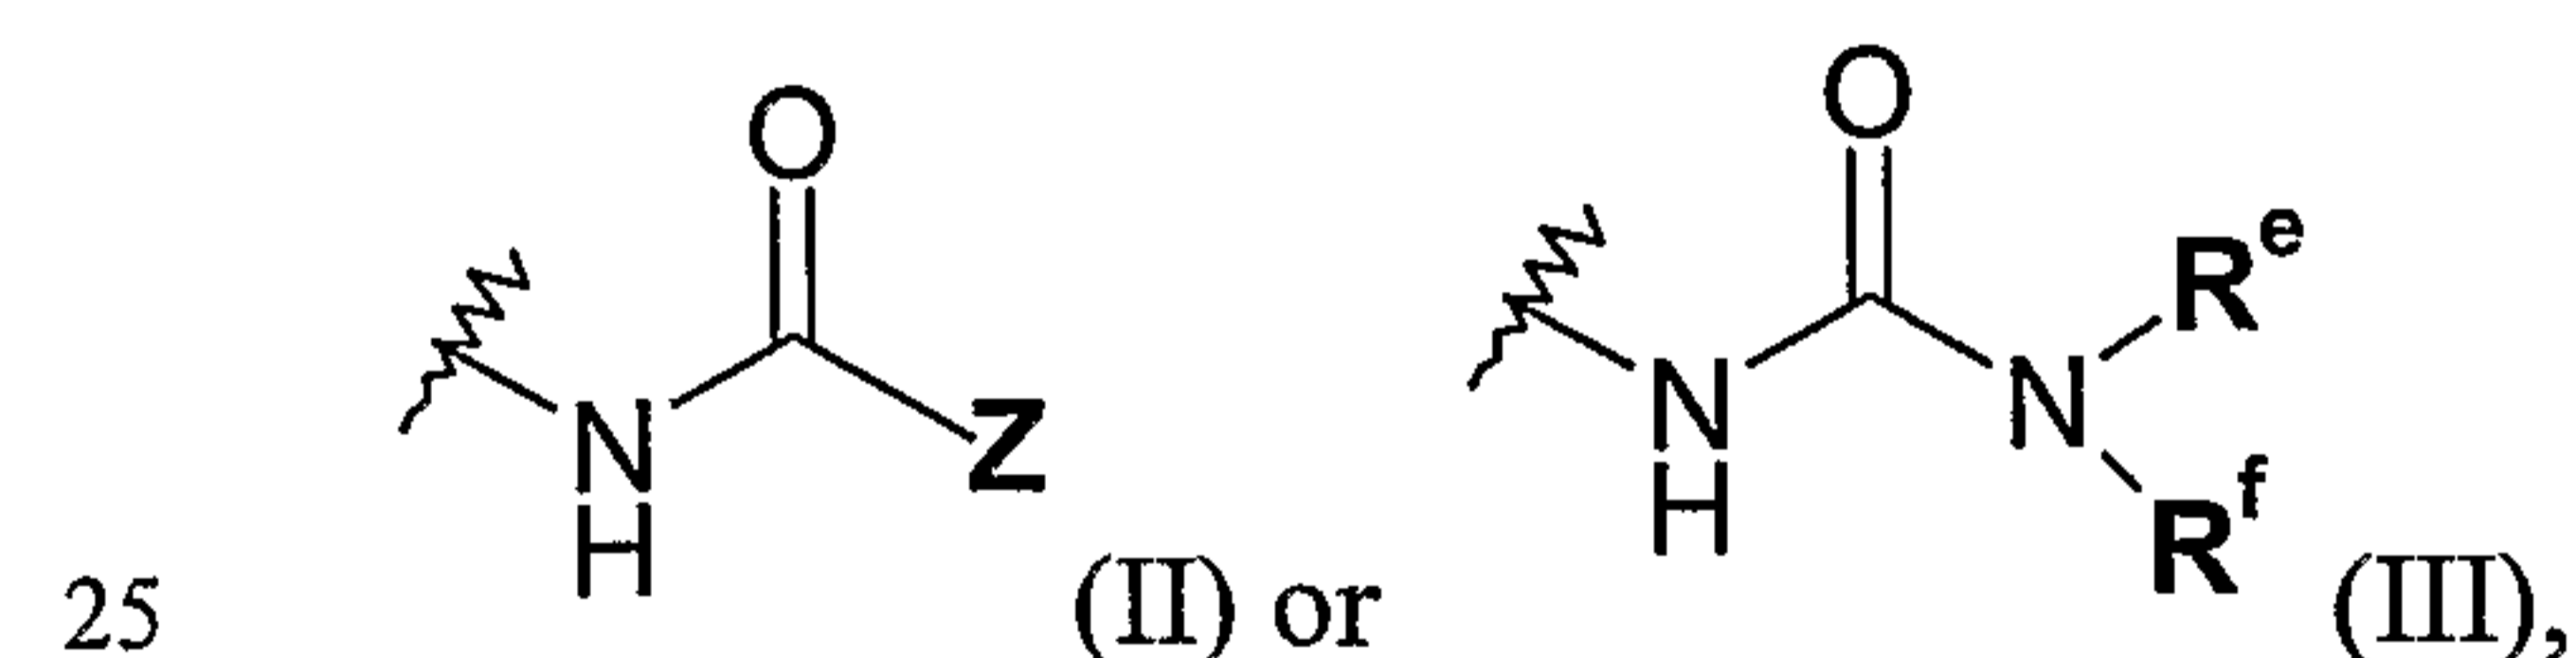 O O
N H Z N H N R^e R^f
25 (II) or (III),